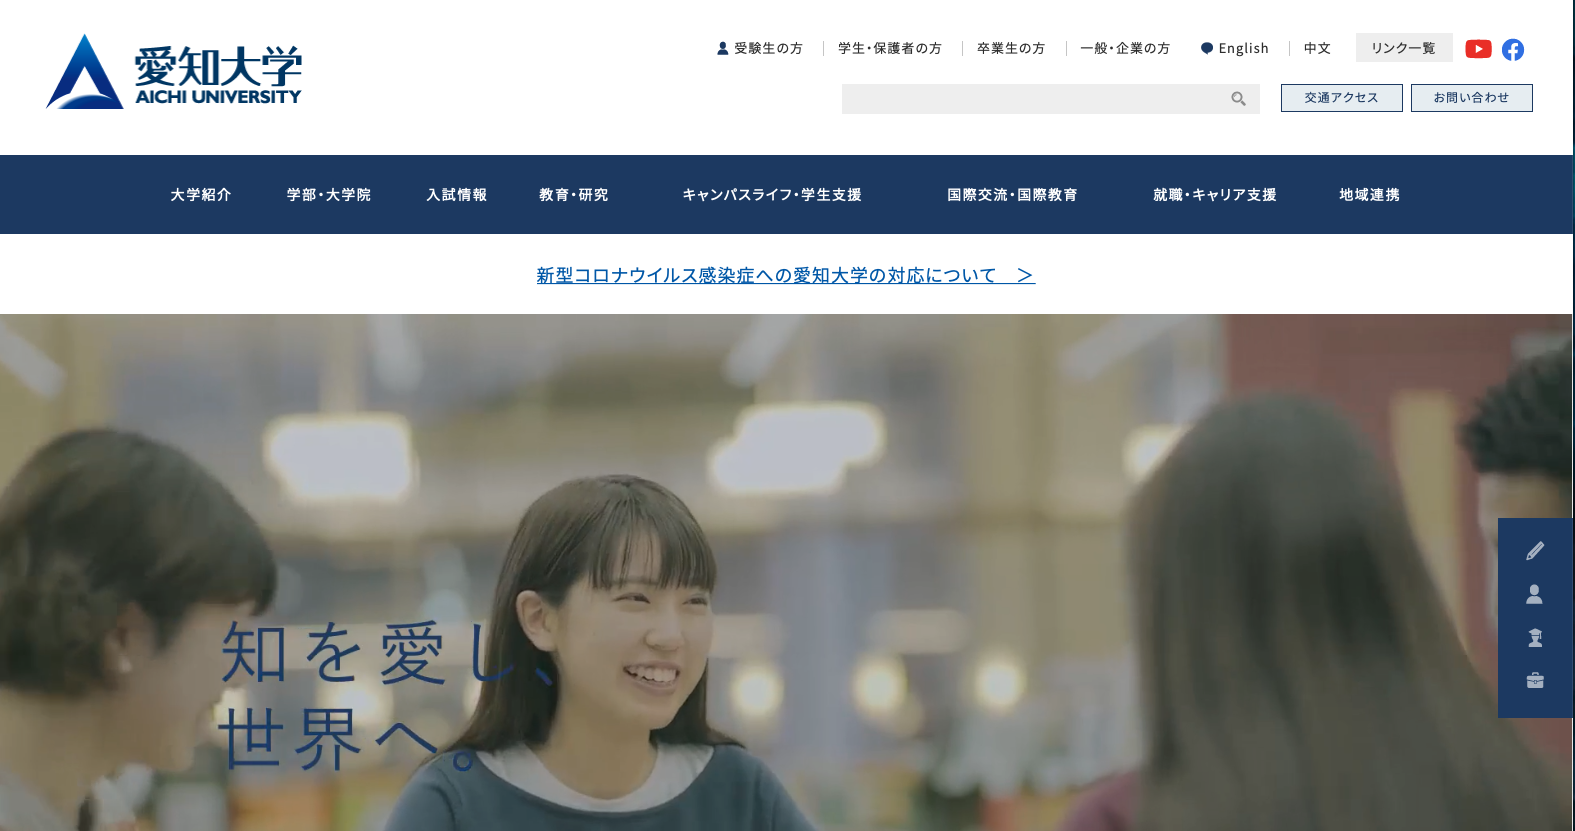 愛知大学
AICHI UNIVERSITY
受験生の方 学生・保護者の方 卒業生の方 一般・企業の方 English 中文 リンク一覧
交通アクセス お問い合わせ
大学紹介 学部・大学院 入試情報 教育・研究 キャンパスライフ・学生支援 国際交流・国際教育 就職・キャリア支援 地域連携
新型コロナウイルス感染症への愛知大学の対応について　＞
知を愛し、
世界へ。